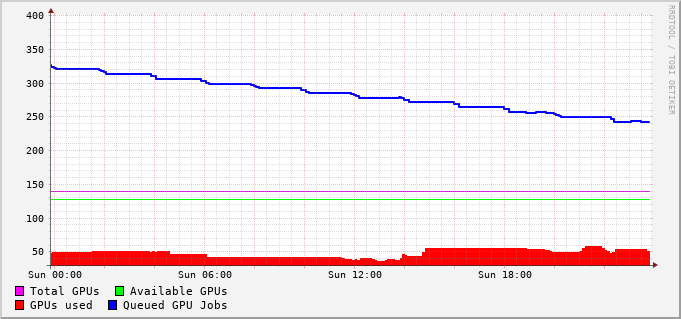 400
350
300
250
200
150
100
50
Sun 00:00 Sun 06:00 Sun 12:00 Sun 18:00
Total GPUs Available GPUs
GPUs used Queued GPU Jobs
RRDTOOL / TOBI OETIKER